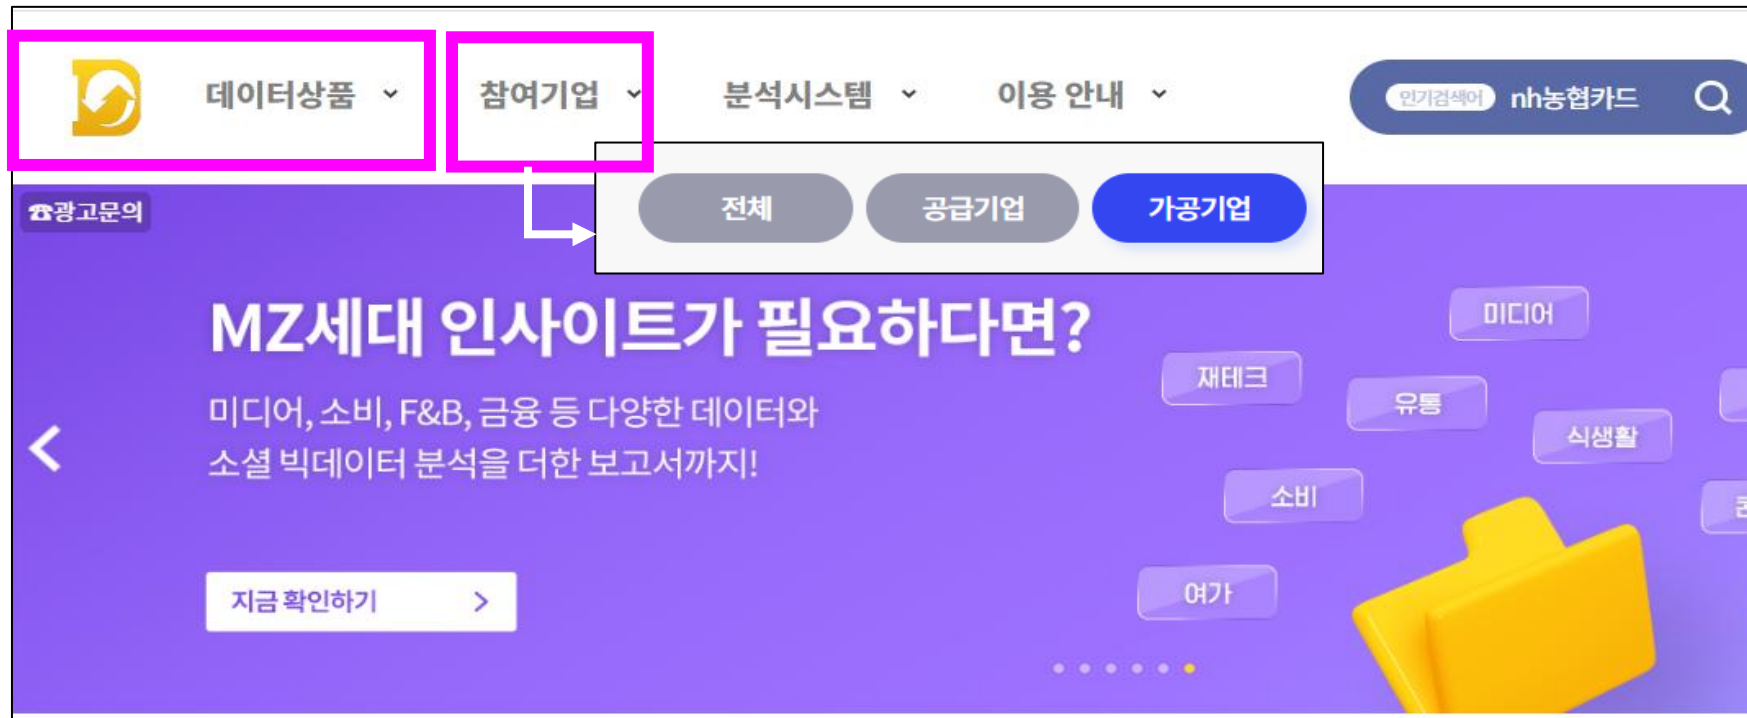 데이터상품 참여기업 분석시스템 이용 안내 인기검색어 nh농협카드
전체 공급기업 가공기업
☎광고문의
MZ세대 인사이트가 필요하다면?
미디어, 소비, F&B, 금융 등 다양한 데이터와
소셜 빅데이터 분석을 더한 보고서까지!
지금 확인하기 >
미디어
재테크
유통
식생활
소비
여가